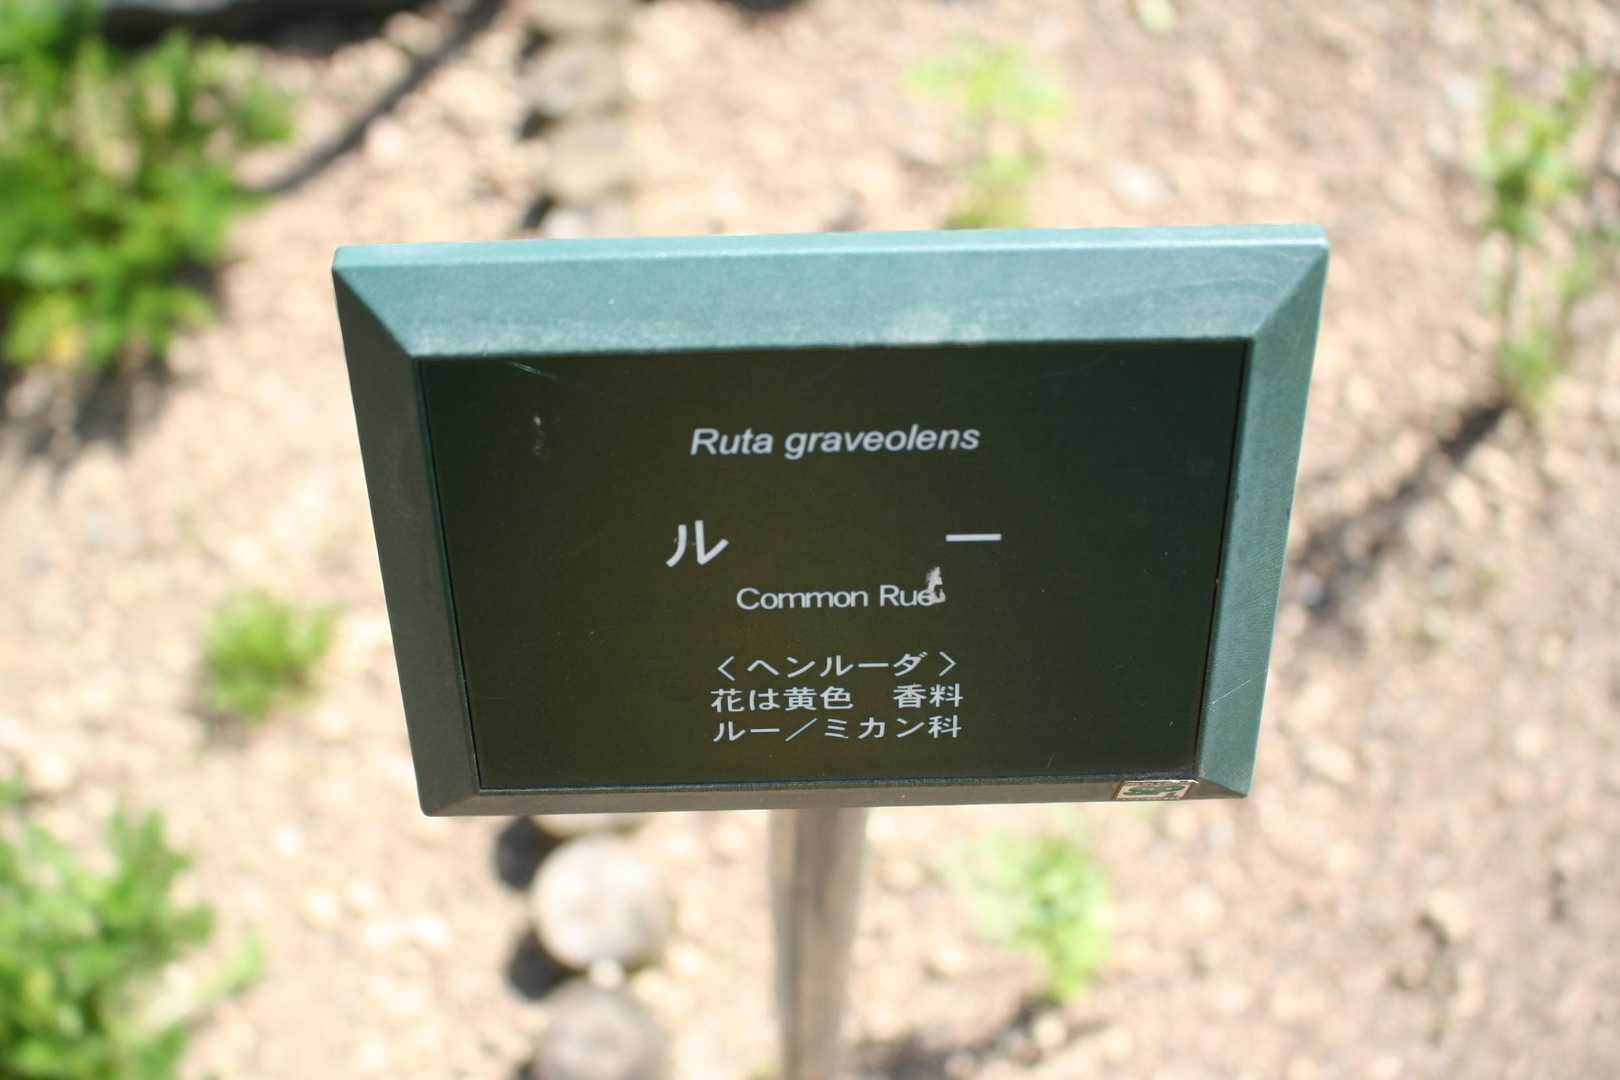 Ruta graveolens
ルー
Common Rue
〈ヘンルーダ〉
花は黄色　香料
ルー／ミカン科